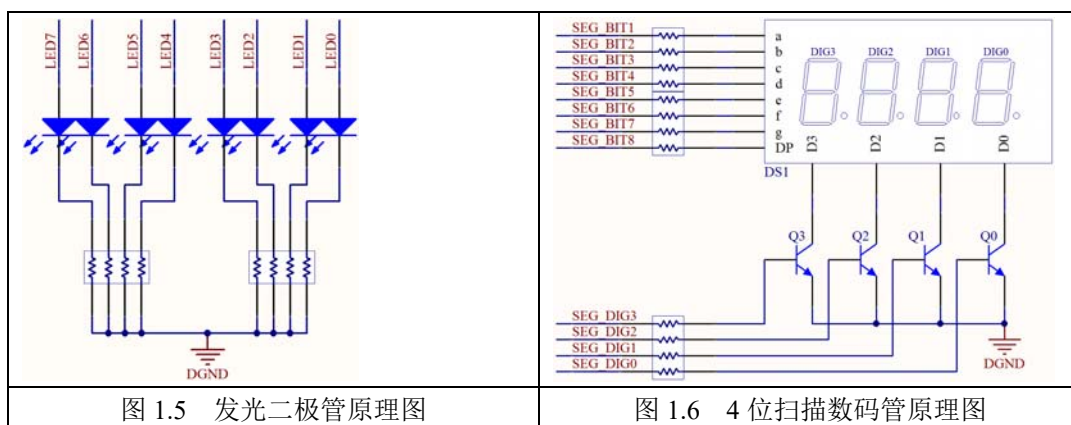 LED7
LED6
LED5
LED4
LED3
LED2
LED1
LED0
DGND
SEG_BIT1
SEG_BIT2
SEG_BIT3
SEG_BIT4
SEG_BIT5
SEG_BIT6
SEG_BIT7
SEG_BIT8
a
b
c
d
e
f
g
DP
DIG3 DIG2 DIG1 DIG0
D3 D2 D1 D0
DS1
Q3 Q2 Q1 Q0
SEG_DIG3
SEG_DIG2
SEG_DIG1
SEG_DIG0
DGND
图 1.5 发光二极管原理图
图 1.6 4 位扫描数码管原理图